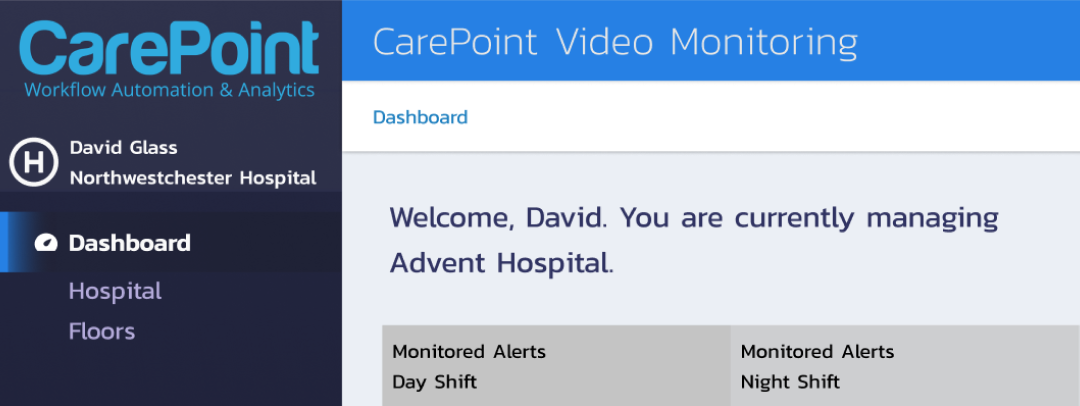 CarePoint
Workflow Automation & Analytics
H
David Glass
Northwestchester Hospital
Dashboard
Hospital
Floors
CarePoint Video Monitoring
Dashboard
Welcome, David. You are currently managing
Advent Hospital.
Monitored Alerts
Day Shift
Monitored Alerts
Night Shift